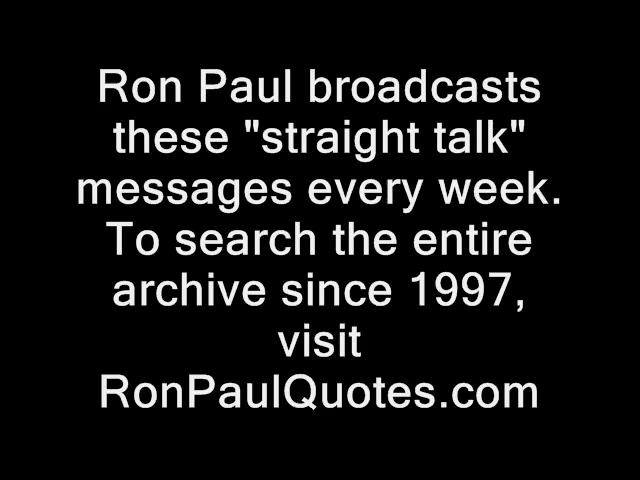 Ron Paul broadcasts
these "straight talk"
messages every week.
To search the entire
archive since 1997,
visit
RonPaulQuotes.com